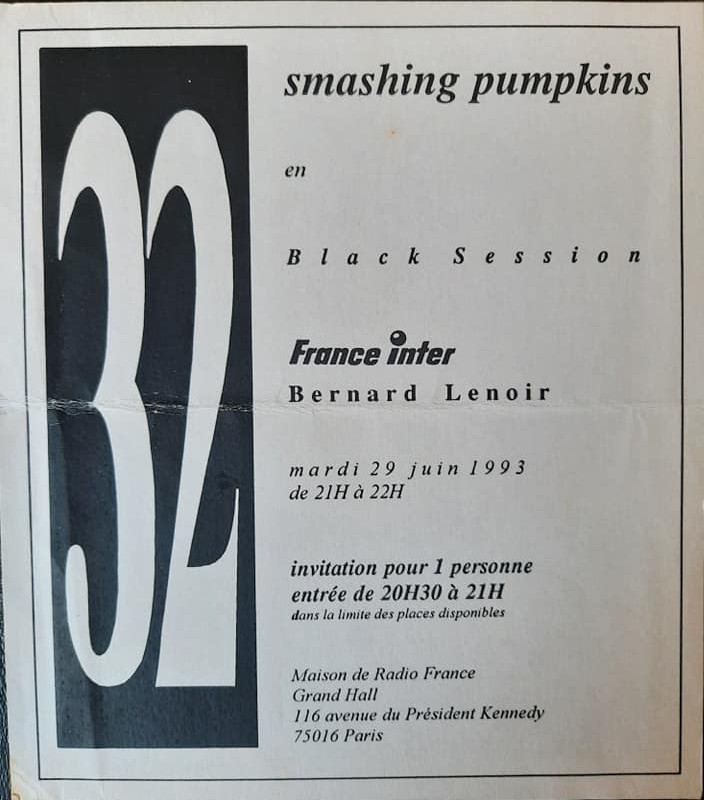 32
smashing pumpkins
en
Black Session
France inter
Bernard Lenoir
mardi 29 juin 1993
de 21H à 22H
invitation pour 1 personne
entrée de 20H30 à 21H
dans la limite des places disponibles
Maison de Radio France
Grand Hall
116 avenue du Président Kennedy
75016 Paris